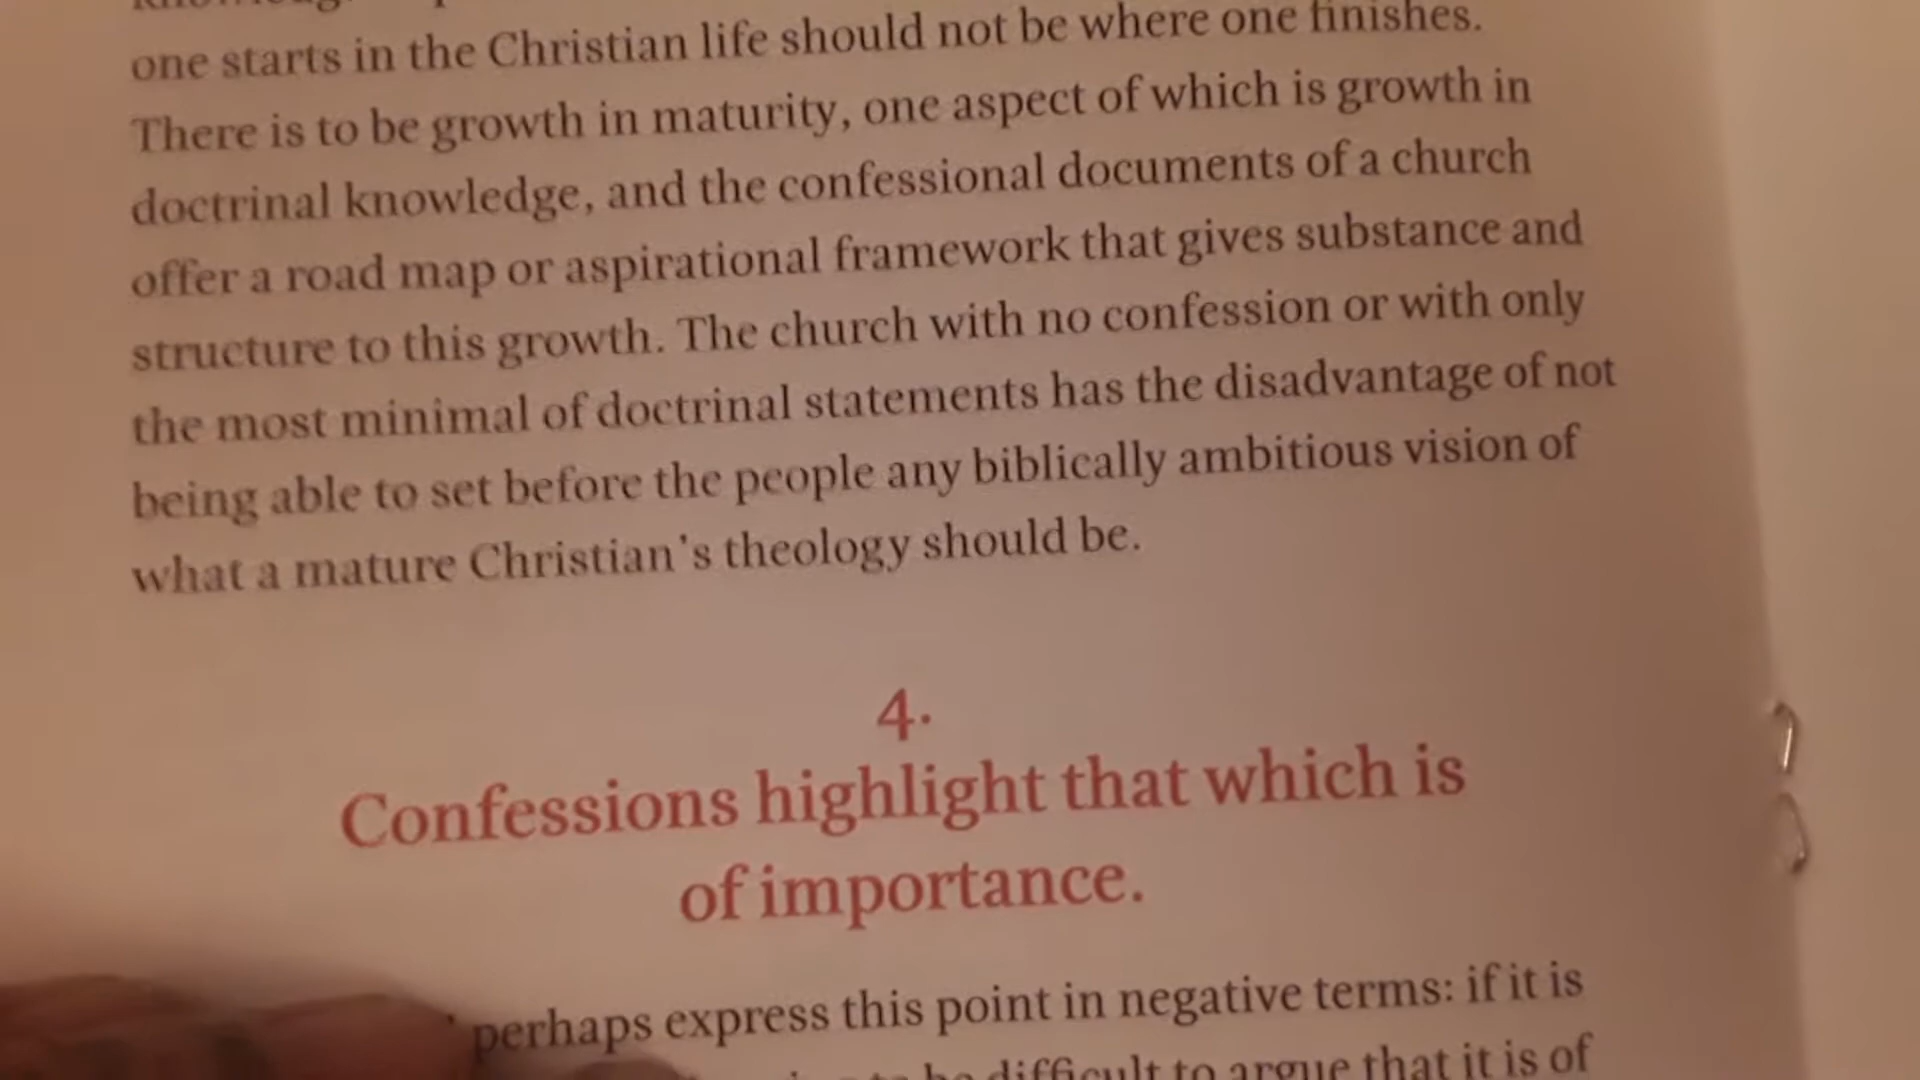 one starts in the Christian life should not be where one finishes.
There is to be growth in maturity, one aspect of which is growth in
doctrinal knowledge, and the confessional documents of a church
offer a road map or aspirational framework that gives substance and
structure to this growth. The church with no confession or with only
the most minimal of doctrinal statements has the disadvantage of not
being able to set before the people any biblically ambitious vision of
what a mature Christian's theology should be.
4.
Confessions highlight that which is
of importance.
perhaps express this point in negative terms: if it is
be difficult to argue that it is of